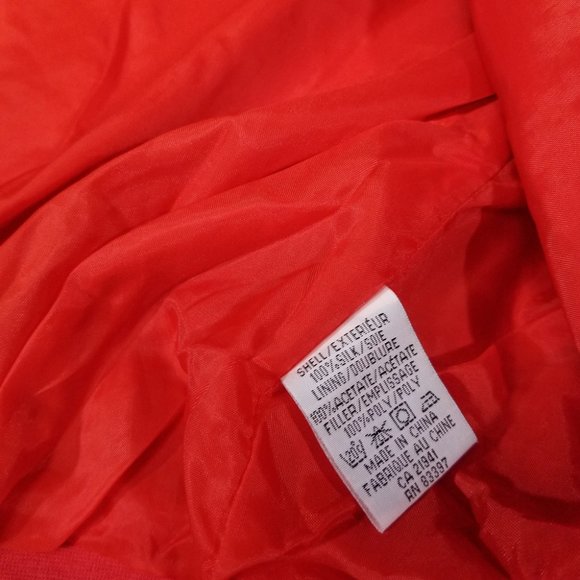 SHELL/EXTERIEUR
100%SILK/SOIE
LINING/DOUBLURE
100%ACETATE/ACÉTATE
FILLER/EMPLISSAGE
100%POLY/POLY
MADE IN CHINA
FABRIQUE AU CHINE
CA 21941
RN 83397